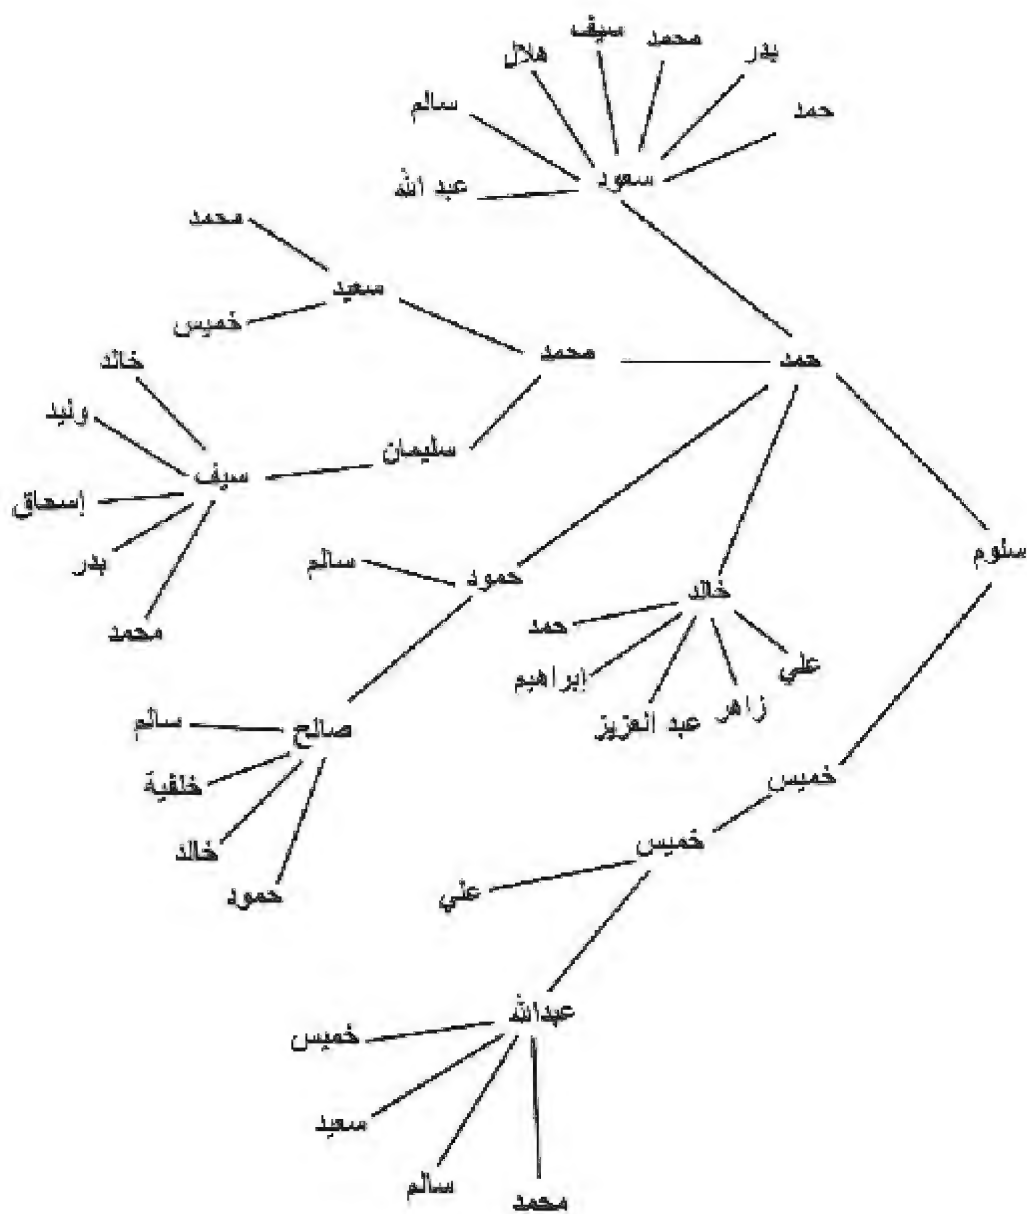 سيف
محمد
بدر
هلال
حمد
سالم
سعود
عبد الله
محمد
سعيد
خميس
محمد
حمد
خالد
وليد
سليمان
سيف
إسحاق
بدر
محمد
سلوم
سالم
حمود
خالد
حمد
علي
إبراهيم
زاهر
عبد العزيز
سالم
صالح
خلفية
خالد
حمود
خميس
خميس
علي
عبدالله
خميس
سعيد
سالم
محمد